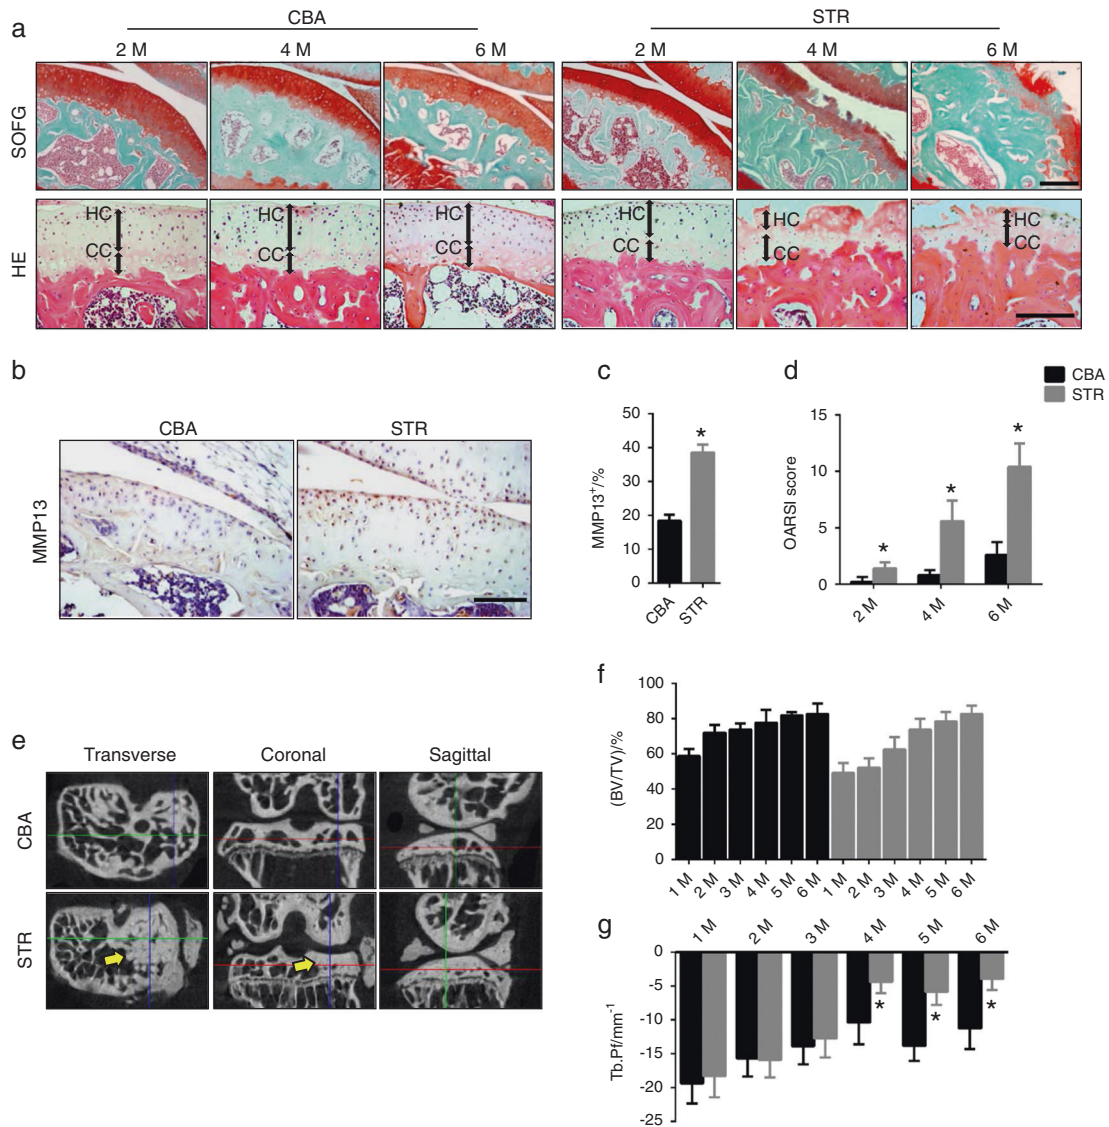 a
CBA
STR
2 M
4 M
6 M
2 M
4 M
6 M
SOFG
HE
HC
CC
HC
CC
HC
CC
HC
CC
HC
CC
HC
CC
b
CBA
STR
MMP13
c
50
40
30
20
10
0
MMP13+/%
*
CBA
STR
d
CBA
STR
15
10
5
0
OARSI score
*
*
*
2 M
4 M
6 M
e
Transverse
Coronal
Sagittal
CBA
STR
f
100
80
60
40
20
0
(BV/TV)/%
1 M
2 M
3 M
4 M
5 M
6 M
1 M
2 M
3 M
4 M
5 M
6 M
g
1 M
2 M
3 M
4 M
5 M
6 M
0
-5
-10
-15
-20
-25
Tb.Pf/mm-1
*
*
*